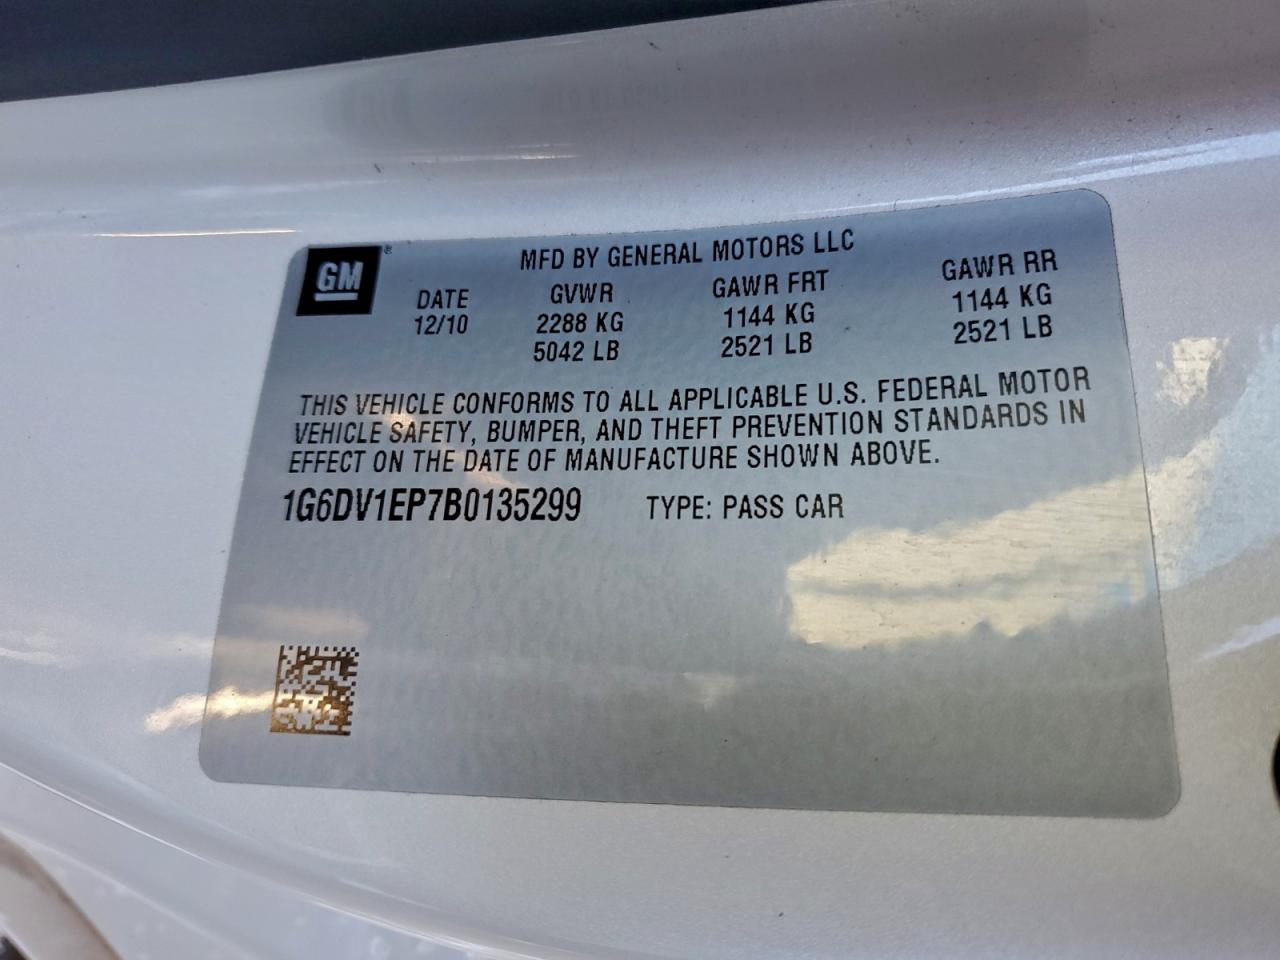 GM ®
MFD BY GENERAL MOTORS LLC
DATE GVWR GAWR FRT GAWR RR
12/10 2288 KG 1144 KG 1144 KG
5042 LB 2521 LB 2521 LB
THIS VEHICLE CONFORMS TO ALL APPLICABLE U.S. FEDERAL MOTOR
VEHICLE SAFETY, BUMPER, AND THEFT PREVENTION STANDARDS IN
EFFECT ON THE DATE OF MANUFACTURE SHOWN ABOVE.
1G6DV1EP7B0135299 TYPE: PASS CAR